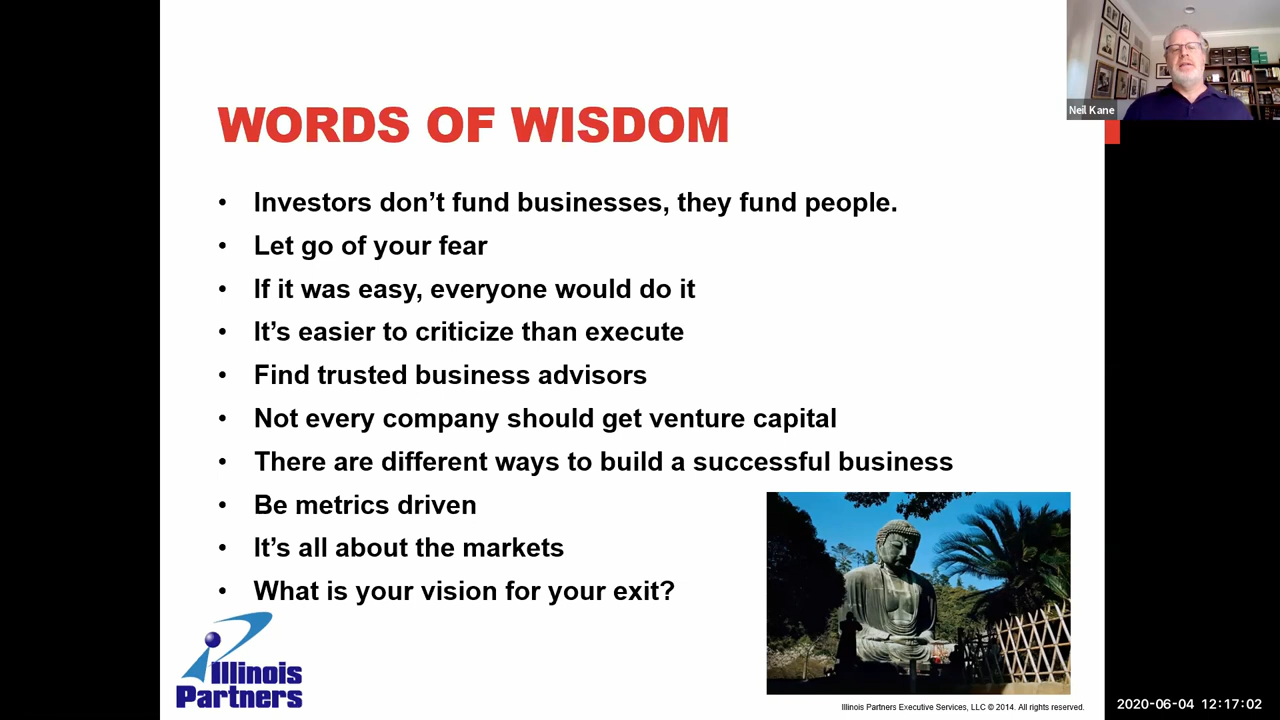 Neil Kane
WORDS OF WISDOM
• Investors don’t fund businesses, they fund people.
• Let go of your fear
• If it was easy, everyone would do it
• It’s easier to criticize than execute
• Find trusted business advisors
• Not every company should get venture capital
• There are different ways to build a successful business
• Be metrics driven
• It’s all about the markets
• What is your vision for your exit?
Illinois
Partners
Illinois Partners Executive Services, LLC © 2014. All rights reserved.
2020-06-04 12:17:02